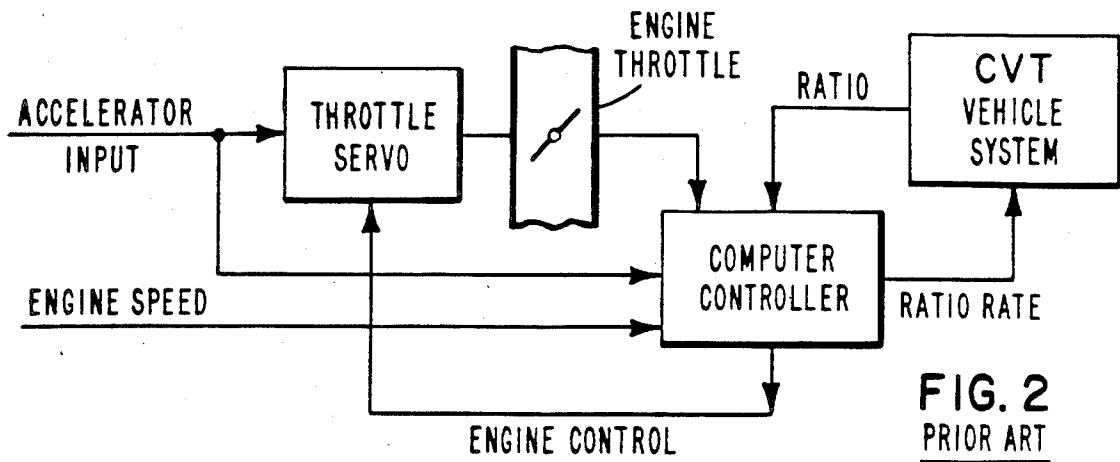 ACCELERATOR
INPUT
THROTTLE
SERVO
ENGINE
THROTTLE
RATIO
CVT
VEHICLE
SYSTEM
ENGINE SPEED
COMPUTER
CONTROLLER
RATIO RATE
ENGINE CONTROL
FIG. 2
PRIOR ART